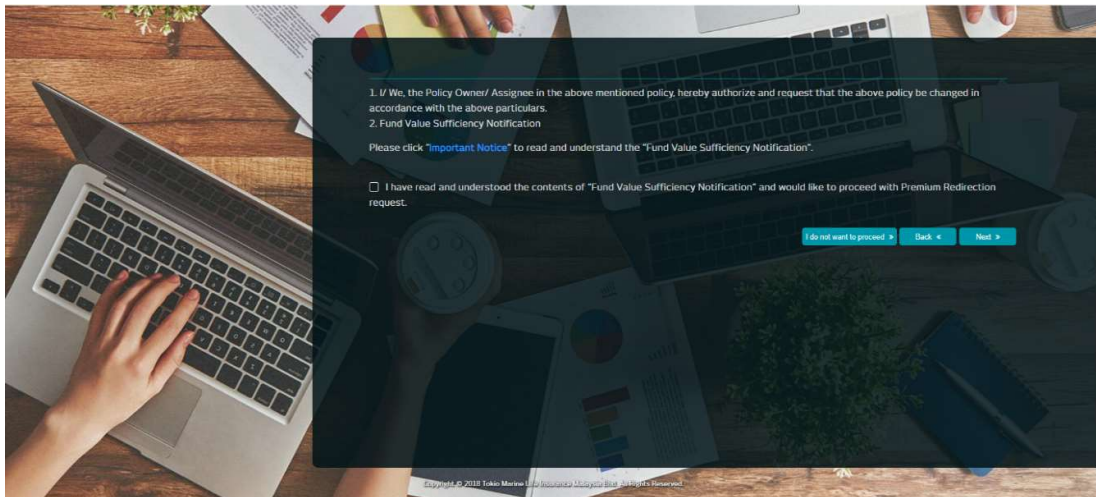 1. I/ We, the Policy Owner/ Assignee in the above mentioned policy, hereby authorize and request that the above policy be changed in
accordance with the above particulars.
2. Fund Value Sufficiency Notification
Please click "Important Notice" to read and understand the "Fund Value Sufficiency Notification".
I have read and understood the contents of "Fund Value Sufficiency Notification" and would like to proceed with Premium Redirection
request.
I do not want to proceed » Back « Next »
Copyright © 2018 Tokio Marine Life Insurance Malaysia Bhd. All Rights Reserved.